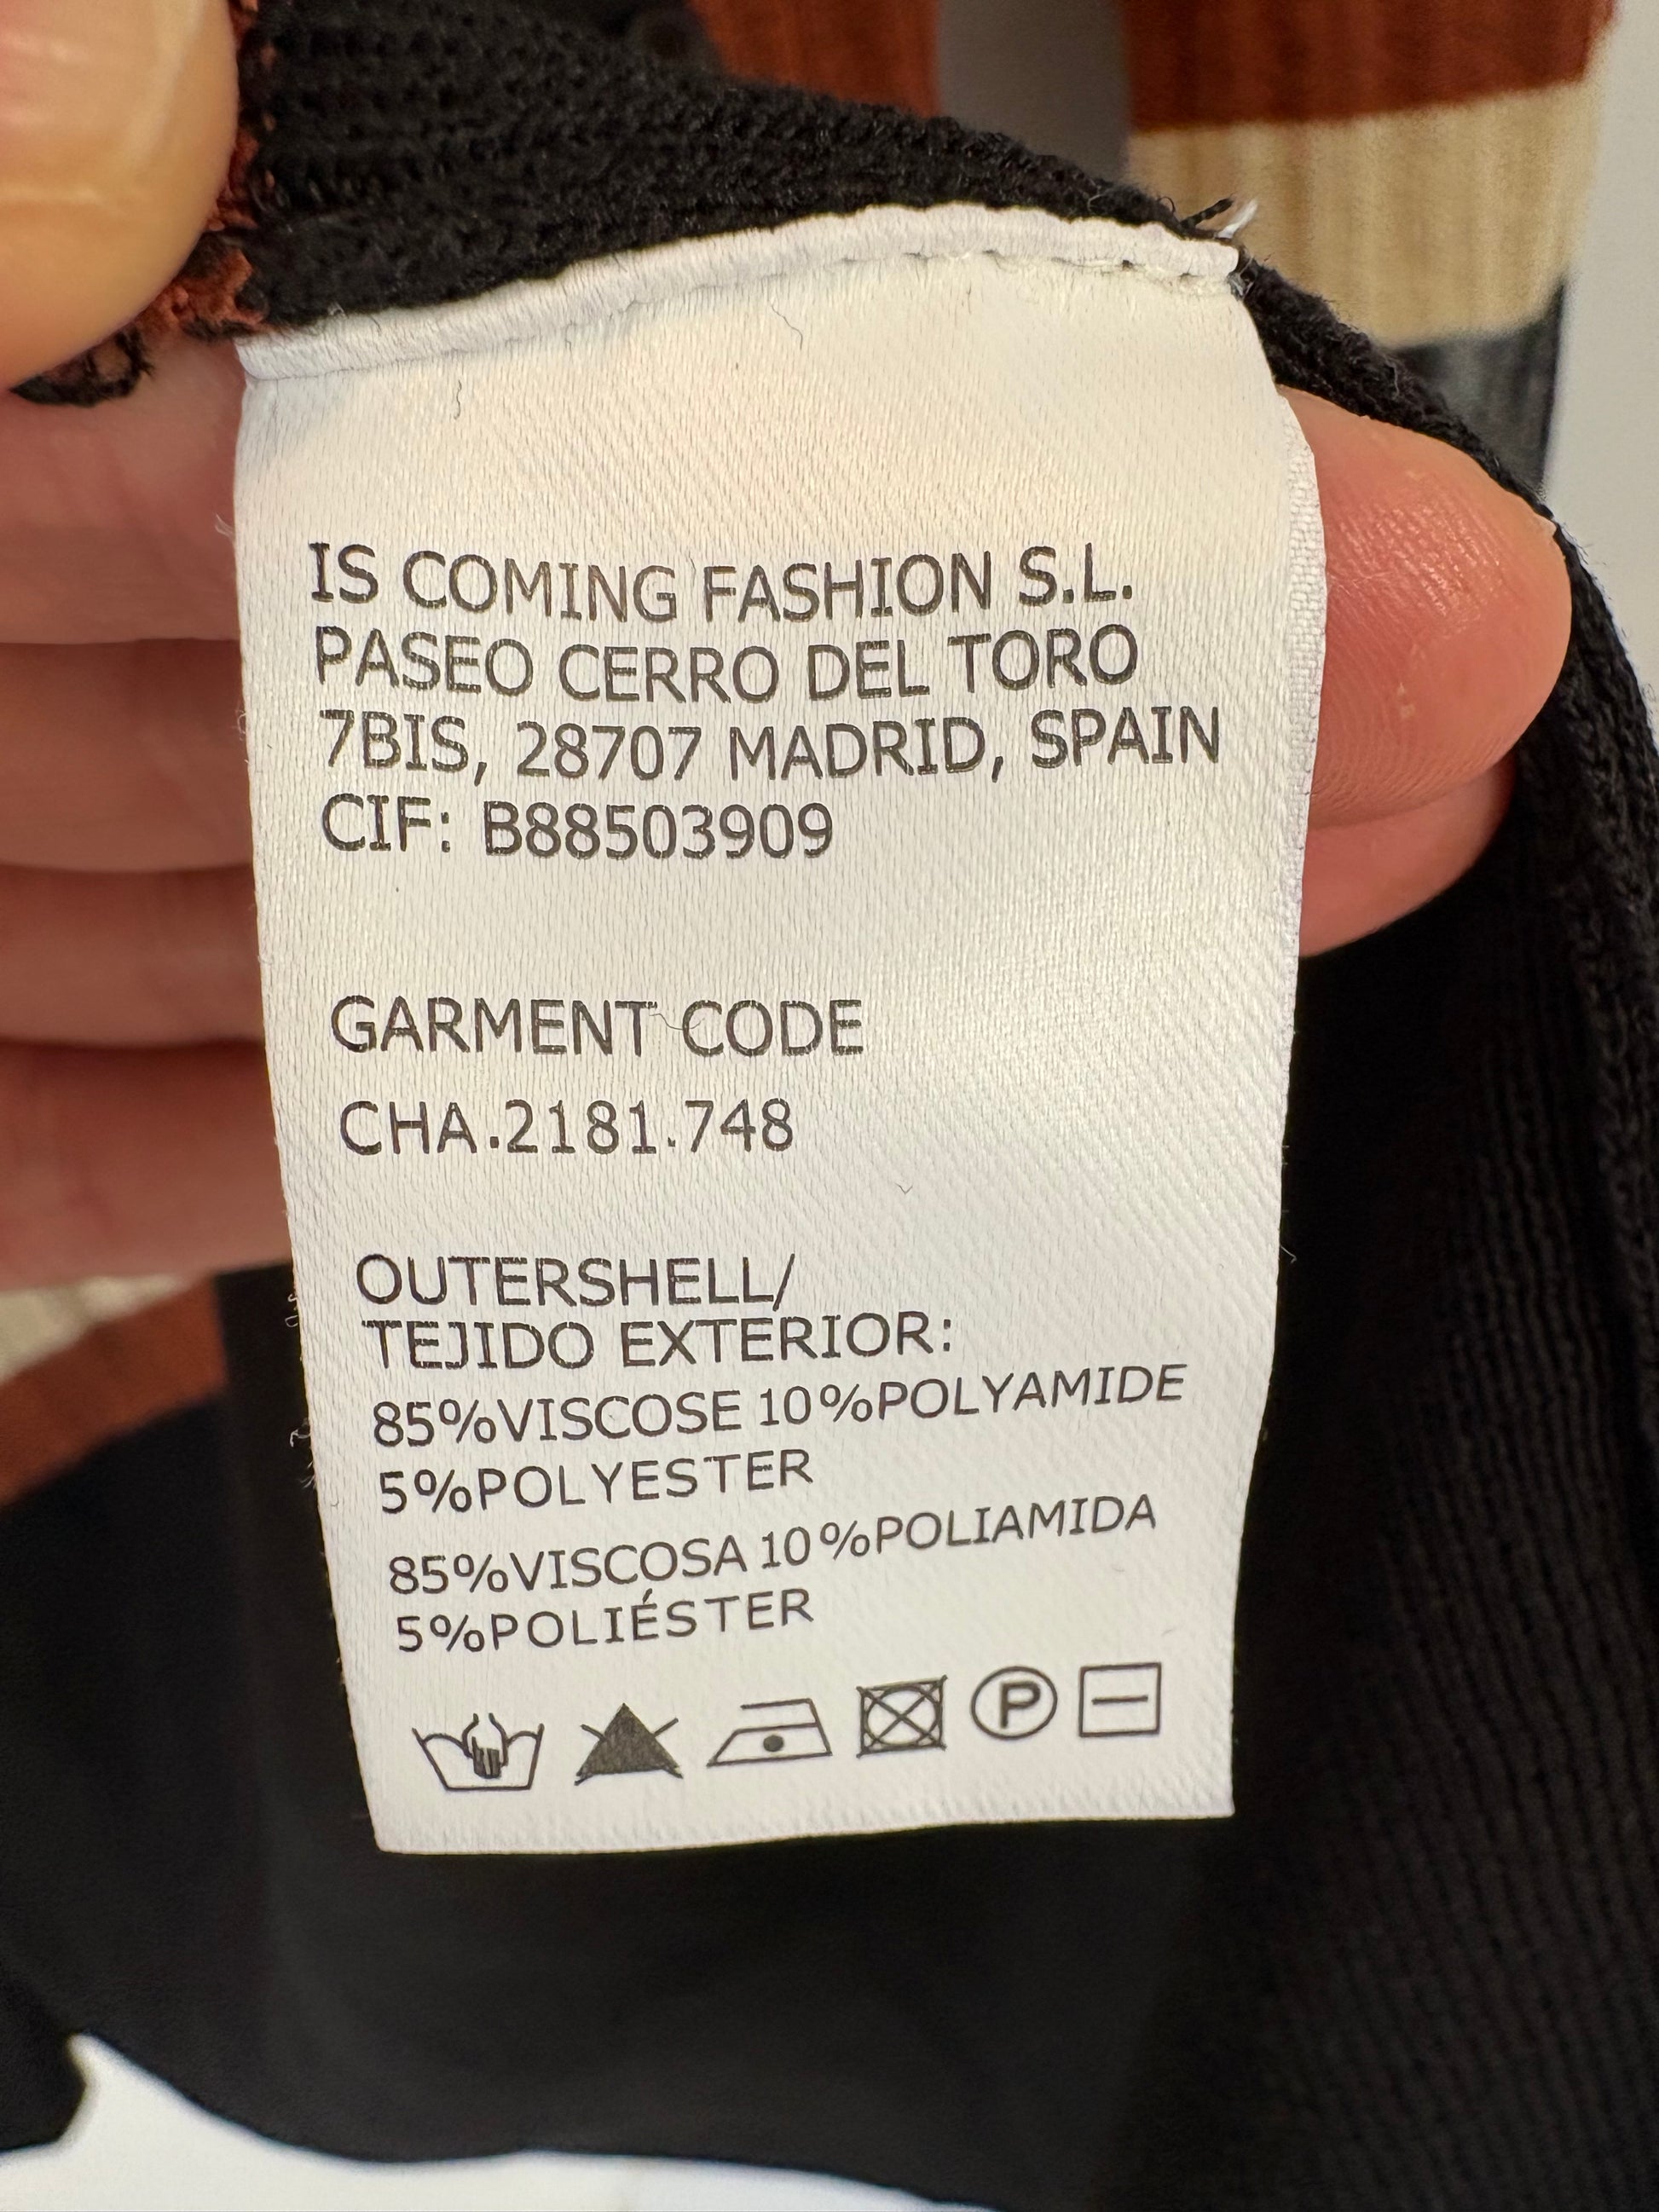 IS COMING FASHION S.L.
PASEO CERRO DEL TORO
7BIS, 28707 MADRID, SPAIN
CIF: B88503909
GARMENT CODE
CHA.2181.748
OUTERSHELL/
TEJIDO EXTERIOR:
85%VISCOSE 10%POLYAMIDE
5%POLYESTER
85%VISCOSA 10%POLIAMIDA
5%POLIÉSTER
P